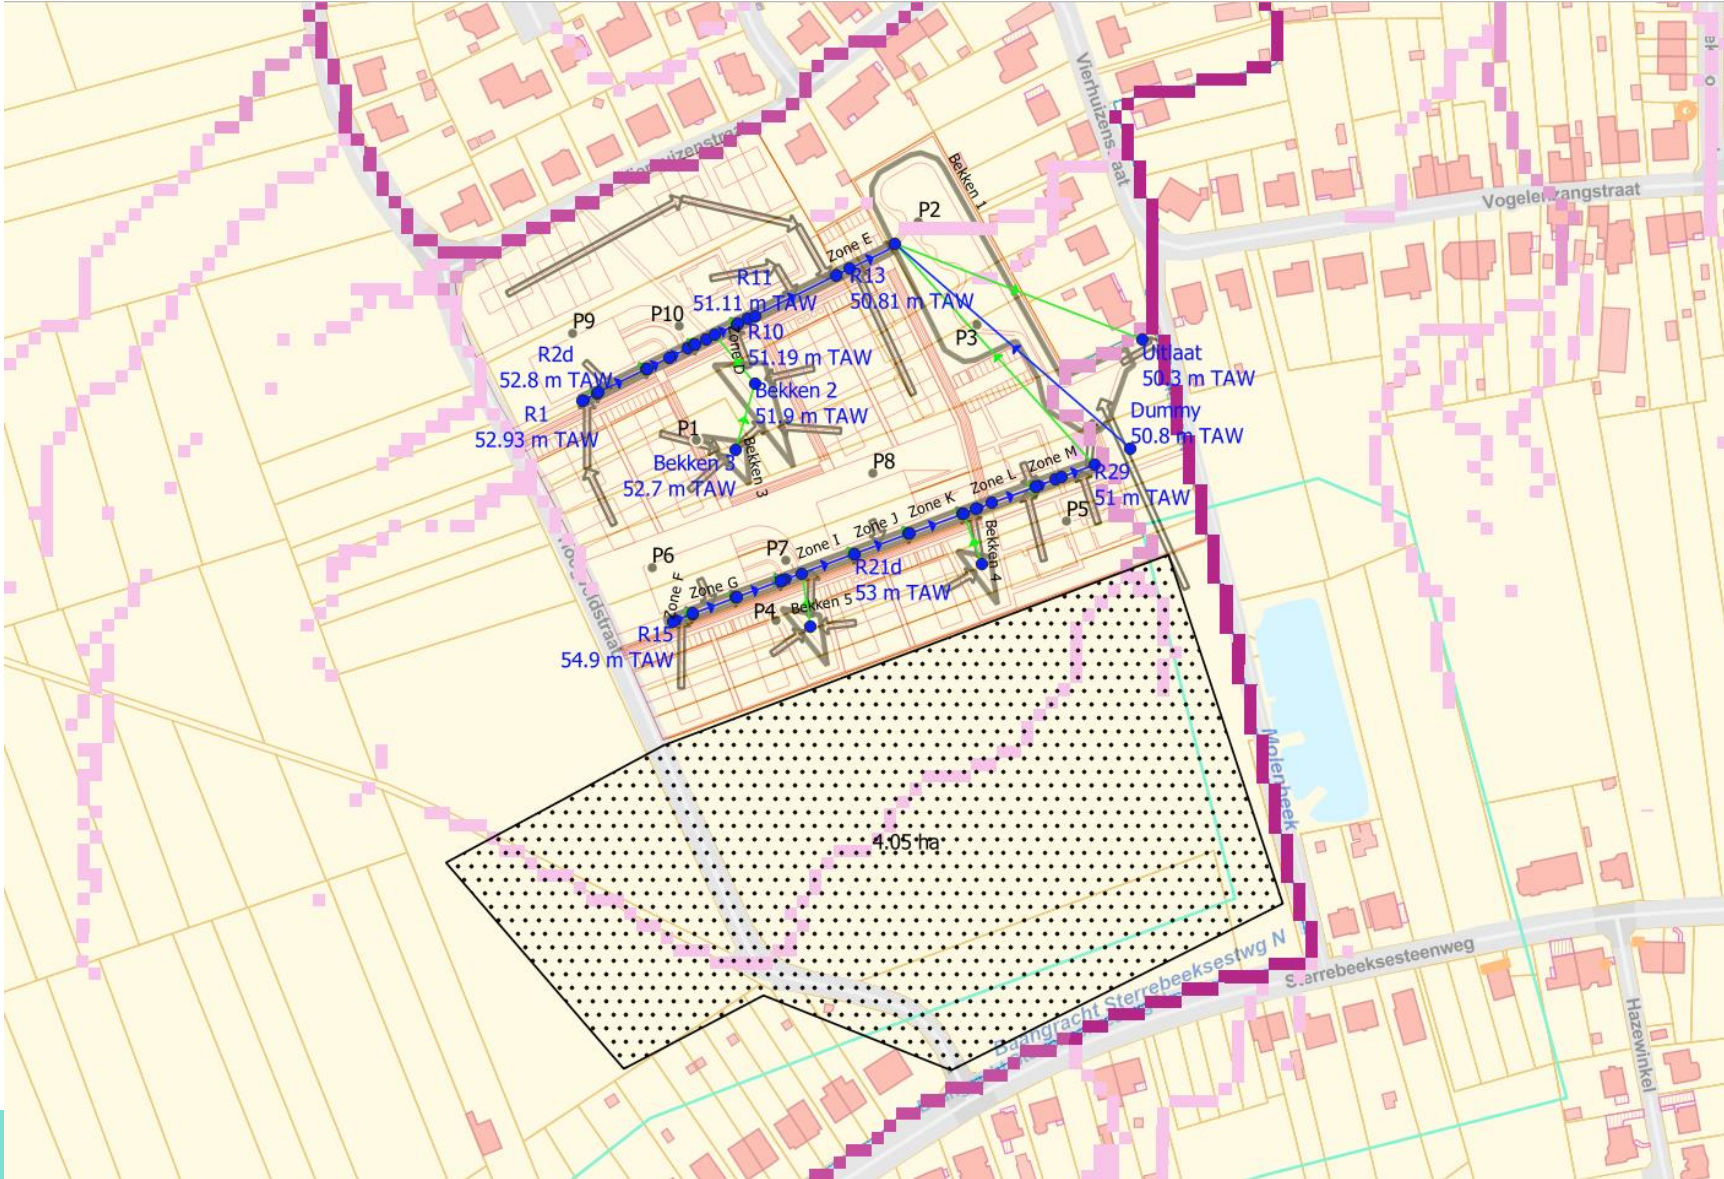 Vierhuizens- aat
Vogelenzangstraat
Bekken 1
P2
Zone E
R11
51.11 m TAW
R13
50.81 m TAW
P10
P9
P3
R10
51.19 m TAW
Zone D
R2d
52.8 m TAW
Uitlaat
50.3 m TAW
Bekken 2
51.9 m TAW
R1
52.93 m TAW
Dummy
50.8 m TAW
P1
Bekken 3
52.7 m TAW
Bekken 3
P8
Zone M
R29
51 m TAW
Zone L
Zone K
P5
Zone J
Bekken 4
Zone I
P7
P6
R21d
53 m TAW
Zone G
Zone F
P4
Bekken 5
R15
54.9 m TAW
Molenbeek
4.05 ha
Baangracht Sterrebeeksestwg N
Sterrebeeksesteenweg
Hazewinkel